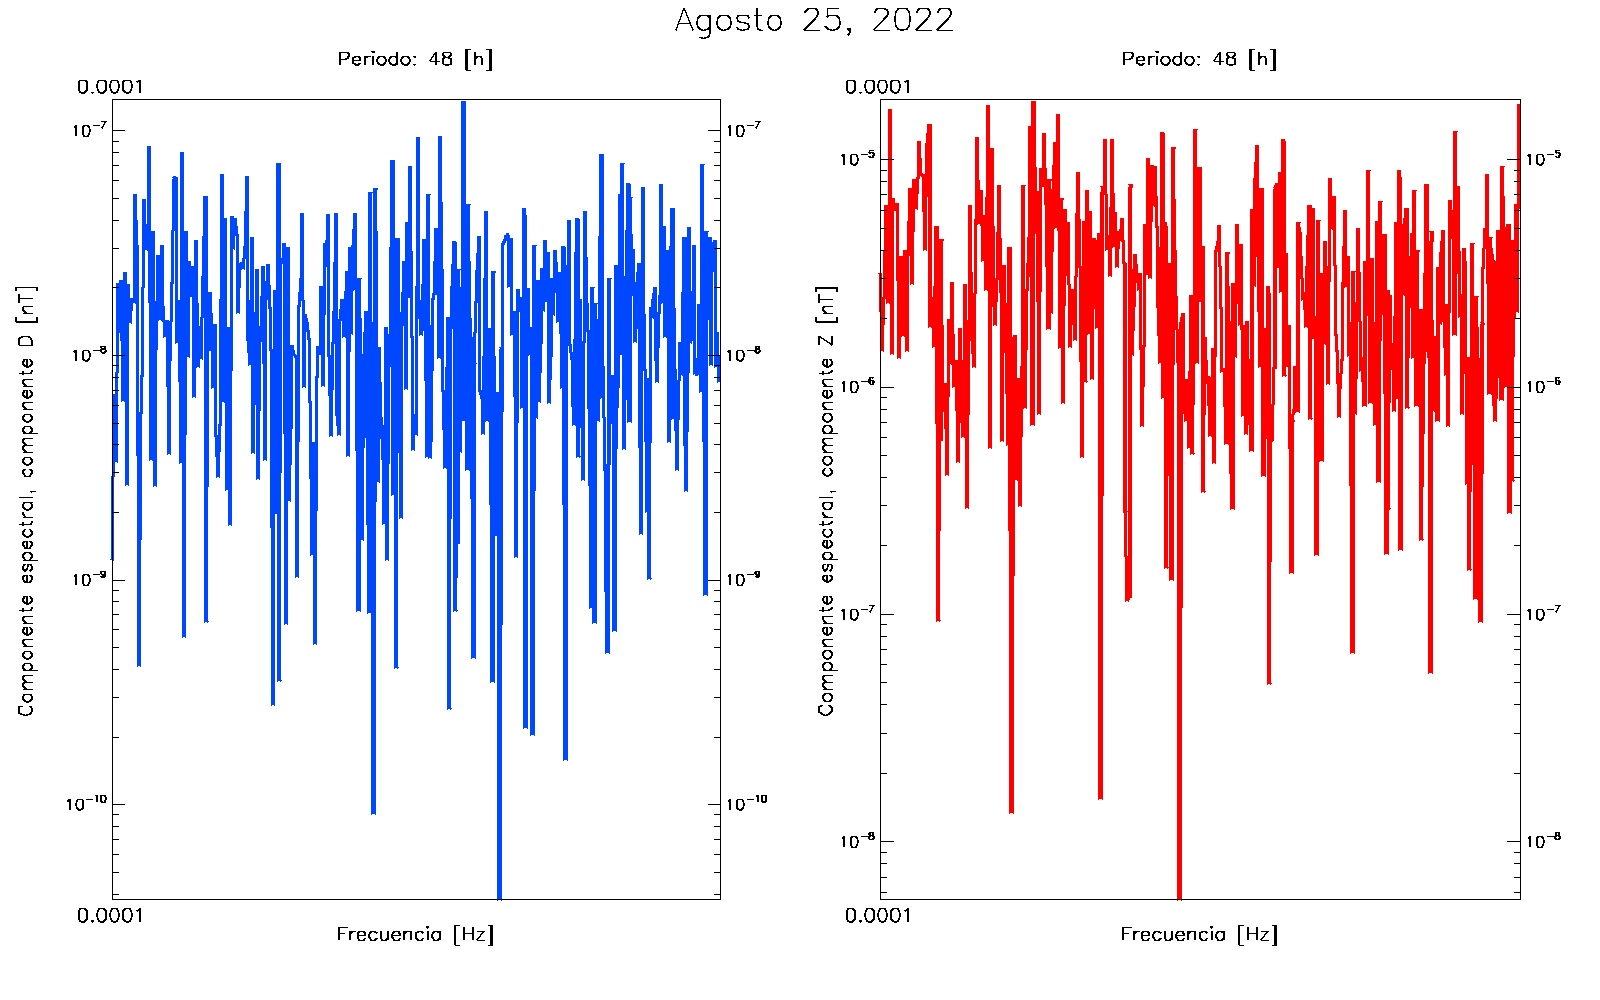 Agosto 25, 2022
Periodo: 48 [h]
Periodo: 48 [h]
0.0001
0.0001
10⁻⁷
10⁻⁷
10⁻⁸
10⁻⁸
10⁻⁹
10⁻⁹
10⁻¹⁰
10⁻¹⁰
Componente espectral, componente D [nT]
10⁻⁵
10⁻⁵
10⁻⁶
10⁻⁶
10⁻⁷
10⁻⁷
10⁻⁸
10⁻⁸
Componente espectral, componente Z [nT]
0.0001
0.0001
Frecuencia [Hz]
Frecuencia [Hz]